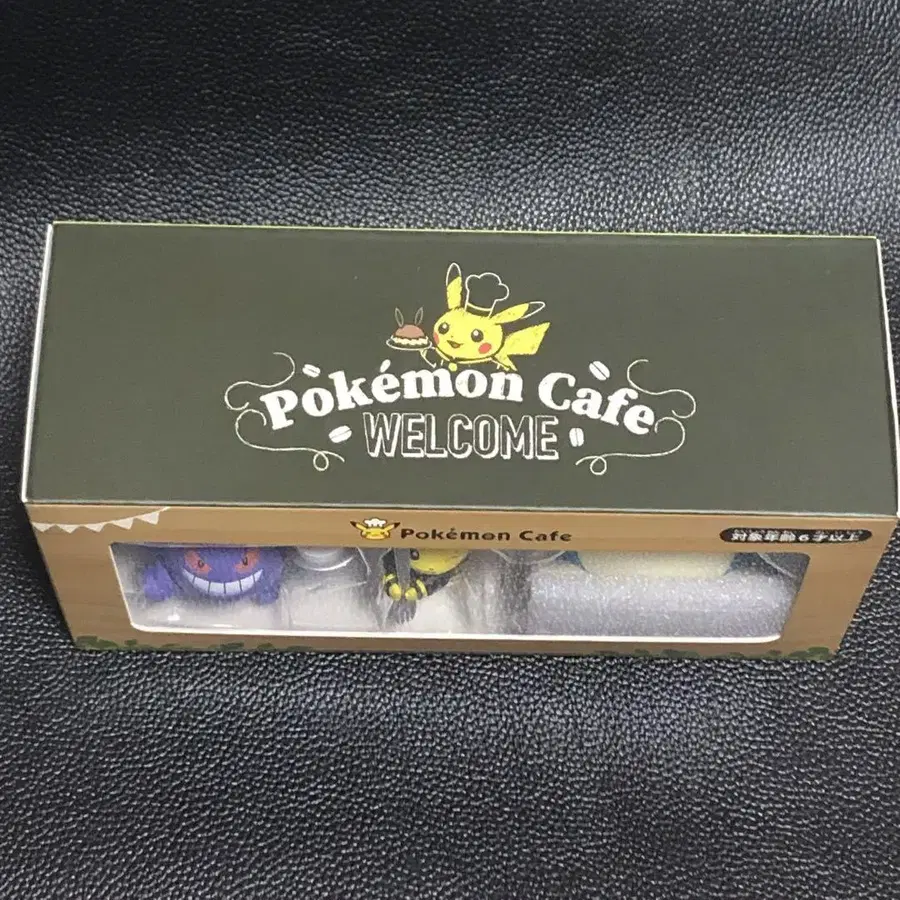 Pokémon Cafe
WELCOME
Pokémon Cafe
対象年齢6才以上